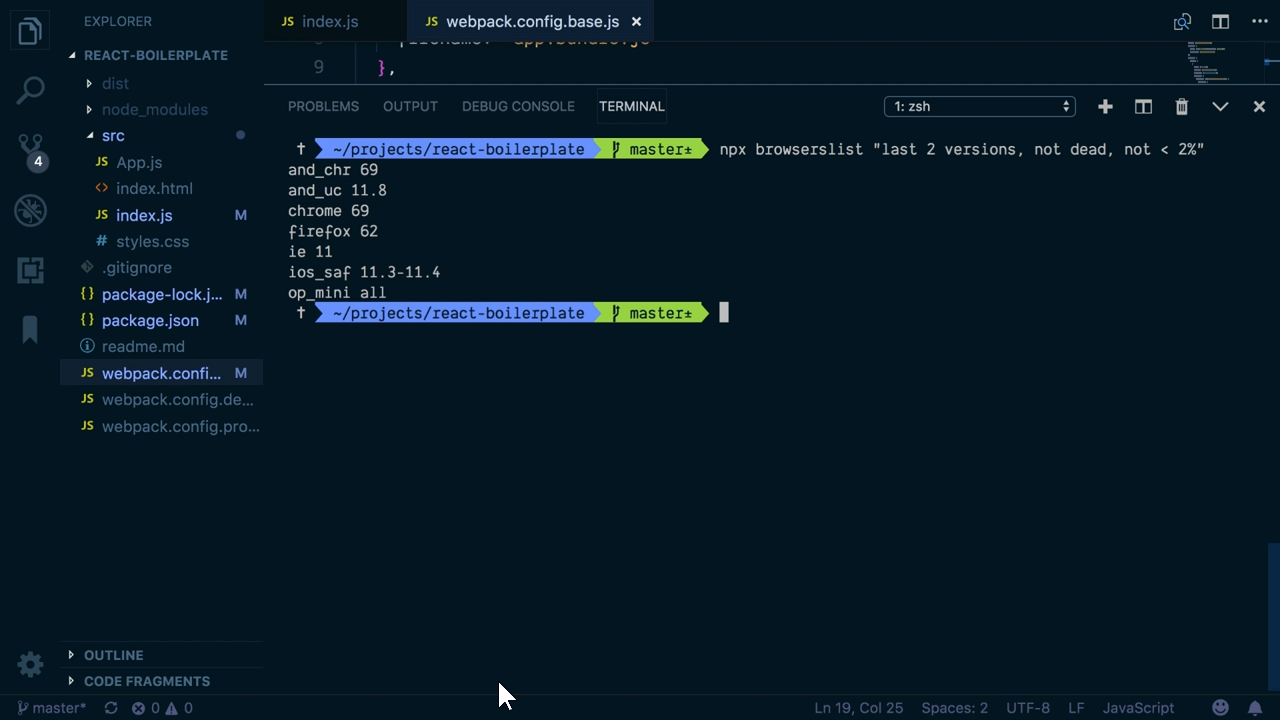 EXPLORER
REACT-BOILERPLATE
dist
node_modules
src
JS App.js
<> index.html
JS index.js M
# styles.css
.gitignore
{} package-lock.j... M
{} package.json M
readme.md
JS webpack.confi... M
JS webpack.config.de...
JS webpack.config.pro...
OUTLINE
CODE FRAGMENTS
4
JS index.js
JS webpack.config.base.js ×
9 },
PROBLEMS OUTPUT DEBUG CONSOLE TERMINAL 1: zsh
† ~/projects/react-boilerplate master± npx browserslist "last 2 versions, not dead, not < 2%"
and_chr 69
and_uc 11.8
chrome 69
firefox 62
ie 11
ios_saf 11.3-11.4
op_mini all
† ~/projects/react-boilerplate master±
master* 0 0 Ln 19, Col 25 Spaces: 2 UTF-8 LF JavaScript